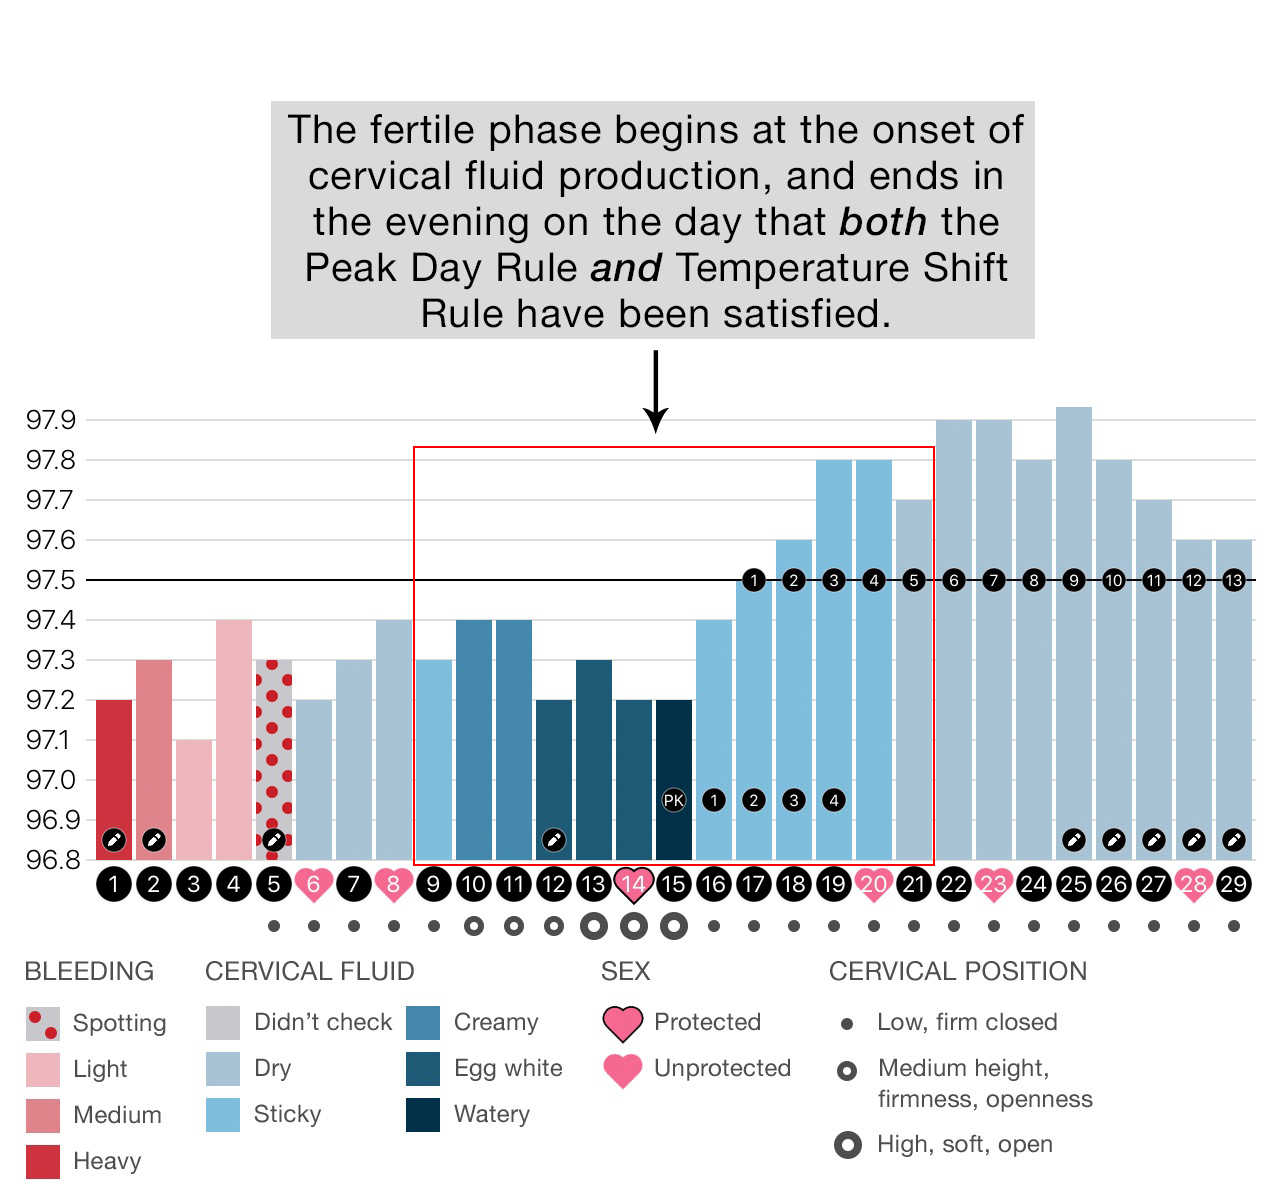 The fertile phase begins at the onset of
cervical fluid production, and ends in
the evening on the day that both the
Peak Day Rule and Temperature Shift
Rule have been satisfied.
97.9
97.8
97.7
97.6
97.5
1 2 3 4 5 6 7 8 9 10 11 12 13
97.4
97.3
97.2
97.1
97.0
PK 1 2 3 4
96.9
96.8
1 2 3 4 5 6 7 8 9 10 11 12 13 14 15 16 17 18 19 20 21 22 23 24 25 26 27 28 29
BLEEDING CERVICAL FLUID SEX CERVICAL POSITION
Spotting Didn't check Creamy Protected Low, firm closed
Light Dry Egg white Unprotected Medium height,
firmness, openness
Medium Sticky Watery High, soft, open
Heavy